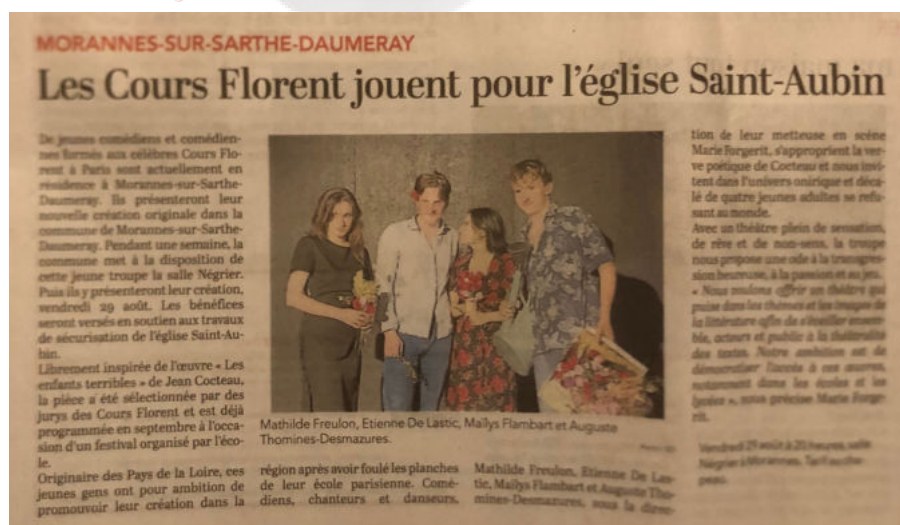 MORANNES-SUR-SARTHE-DAUMERAY
Les Cours Florent jouent pour l'église Saint-Aubin
De jeunes comédiens et comédien-
nes formés aux célèbres Cours Flo-
rent à Paris sont actuellement en
résidence à Morannes-sur-Sarthe-
Daumeray. Ils présenteront leur
nouvelle création originale dans la
commune de Morannes-sur-Sarthe-
Daumeray. Pendant une semaine, la
commune met à la disposition de
cette jeune troupe la salle Négrier.
Puis ils y présenteront leur création,
vendredi 29 août. Les bénéfices
seront versés en soutien aux travaux
de sécurisation de l'église Saint-Au-
bin.
Librement inspirée de l'œuvre « Les
enfants terribles » de Jean Cocteau,
la pièce a été sélectionnée par des
jurys des Cours Florent et est déjà
programmée en septembre à l'occa-
sion d'un festival organisé par l'éco-
le.
Originaire des Pays de la Loire, ces
jeunes gens ont pour ambition de
promouvoir leur création dans la
Mathilde Freulon, Etienne De Lastic, Maïlys Flambart et Auguste
Thomines-Desmazures.
région après avoir foulé les planches
de leur école parisienne. Comé-
diens, chanteurs et danseurs,
Mathilde Freulon, Etienne De Las-
tic, Maïlys Flambart et Auguste Tho-
mines-Desmazures, sous la direc-
tion de leur metteuse en scène
Marie Forgerit, s'approprient la ver-
ve poétique de Cocteau et nous invi-
tent dans l'univers onirique et déca-
lé de quatre jeunes adultes se refu-
sant au monde.
Avec un théâtre plein de sensation,
de rêve et de non-sens, la troupe
nous propose une ode à la transgres-
sion heureuse, à la passion et au jeu.
« Nous voulons offrir un théâtre qui
puise dans les thèmes et les images de
la littérature afin de s'éveiller ensem-
ble, acteurs et public à la théâtralité
des textes. Notre ambition est de
démocratiser l'accès à ces œuvres,
notamment dans les écoles et les
lycées », nous précise Marie Forge-
rit.
Vendredi 29 août à 20 heures, salle
Négrier à Morannes. Tarif au cha-
peau.